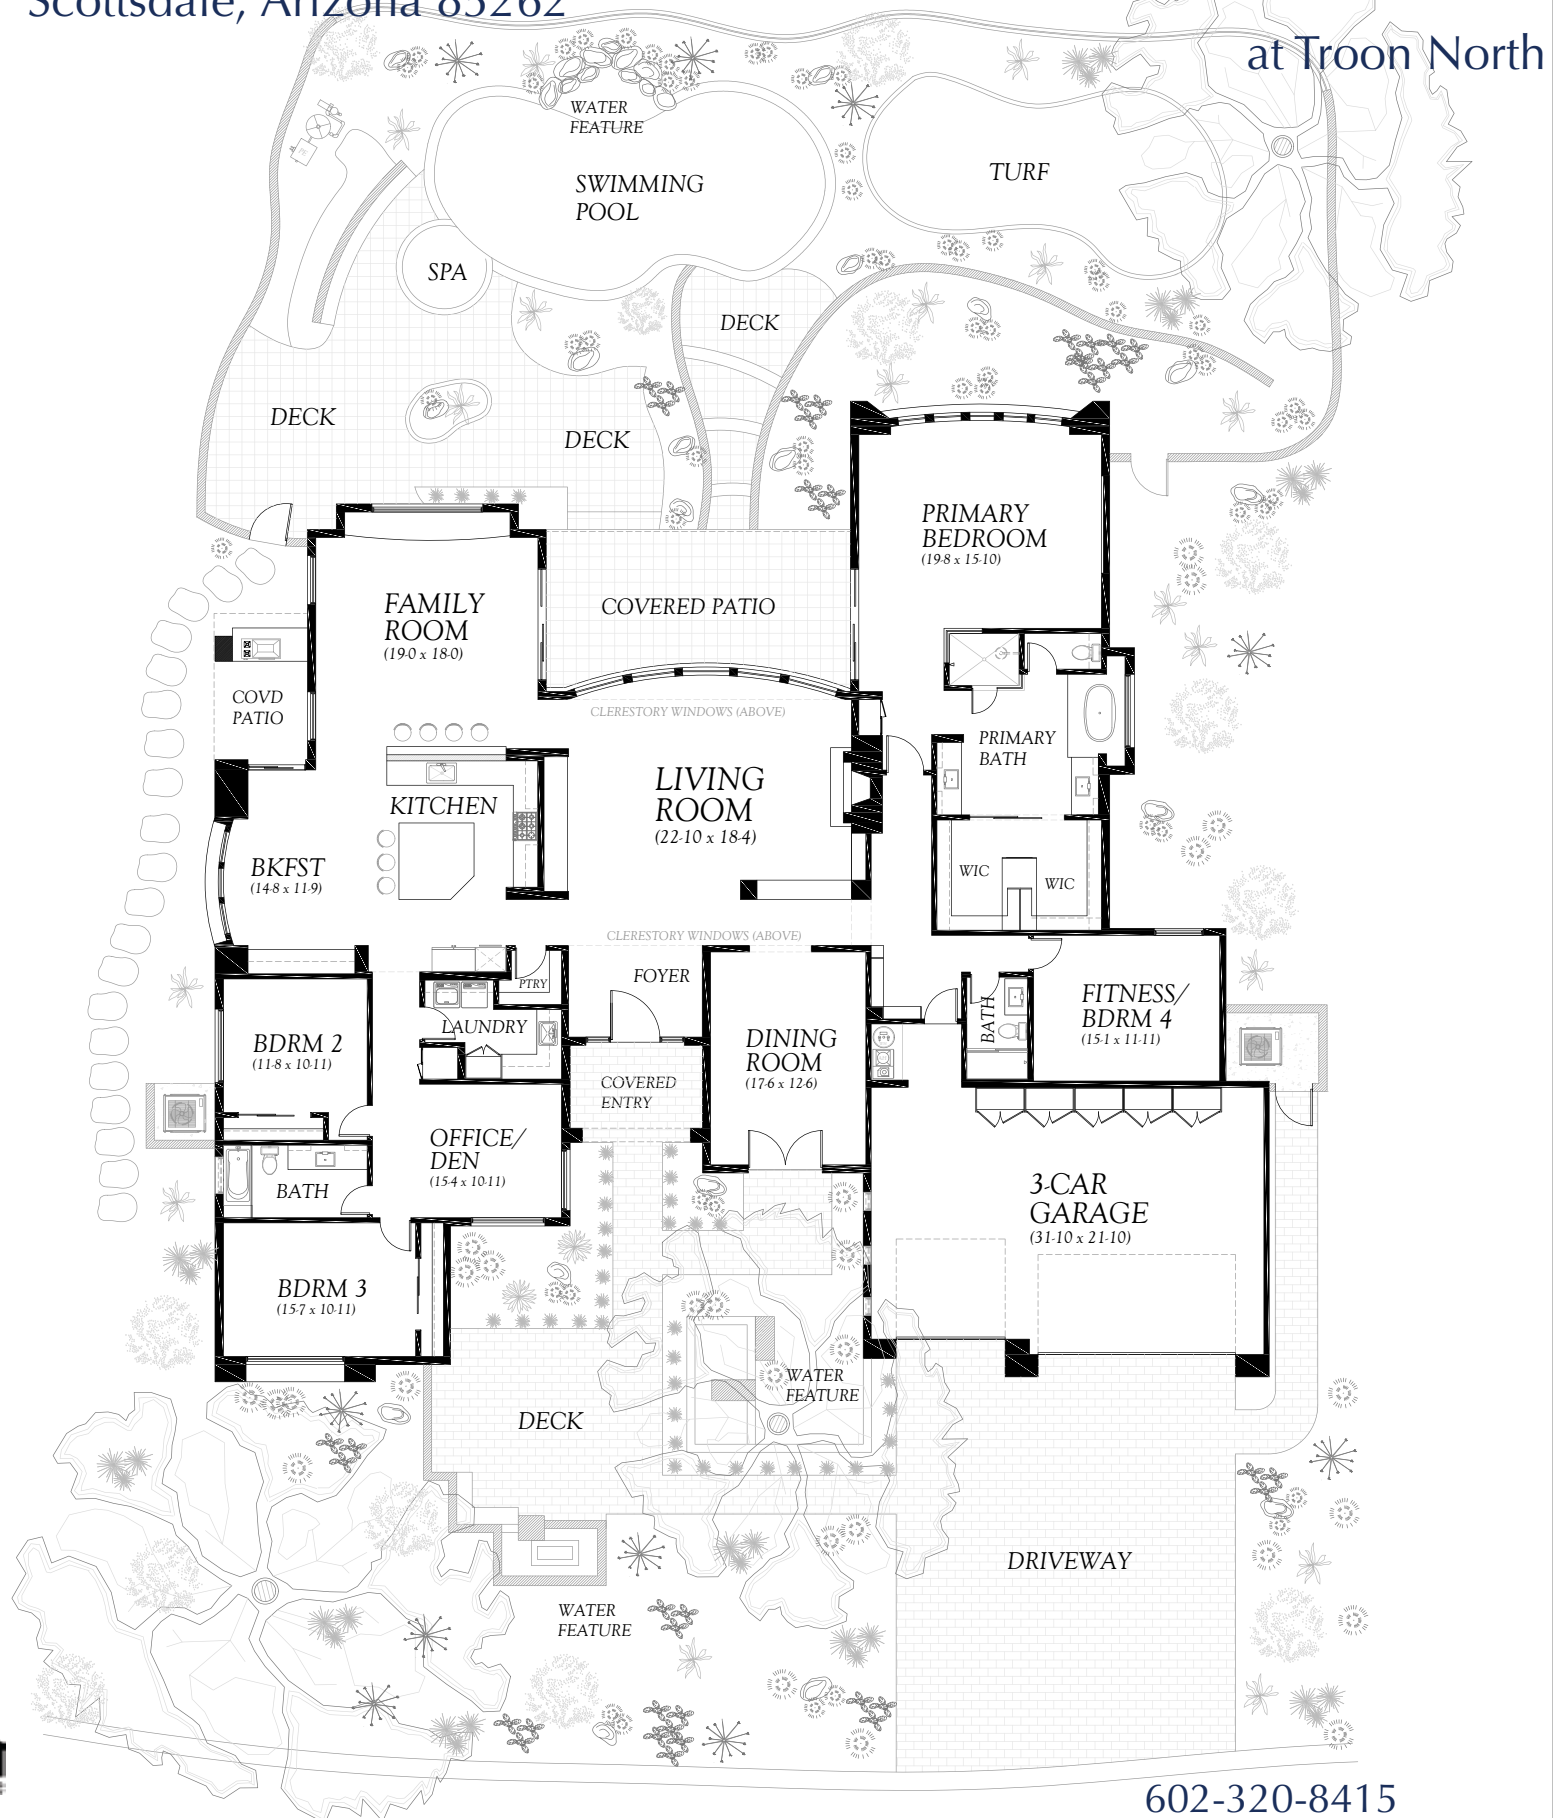 Scottsdale, Arizona 85262
at Troon North
WATER
FEATURE
SWIMMING
POOL
TURF
SPA
DECK
DECK
DECK
PRIMARY
BEDROOM
(19-8 x 15-10)
FAMILY
ROOM
(19-0 x 18-0)
COVERED PATIO
COVD
PATIO
CLERESTORY WINDOWS (ABOVE)
PRIMARY
BATH
LIVING
ROOM
(22-10 x 18-4)
KITCHEN
BKFST
(14-8 x 11-9)
WIC
WIC
CLERESTORY WINDOWS (ABOVE)
FOYER
PTRY
LAUNDRY
BDRM 2
(11-8 x 10-11)
DINING
ROOM
(17-6 x 12-6)
BATH
FITNESS/
BDRM 4
(15-1 x 11-11)
COVERED
ENTRY
OFFICE/
DEN
(15-4 x 10-11)
BATH
3-CAR
GARAGE
(31-10 x 21-10)
BDRM 3
(15-7 x 10-11)
WATER
FEATURE
DECK
DRIVEWAY
WATER
FEATURE
602-320-8415